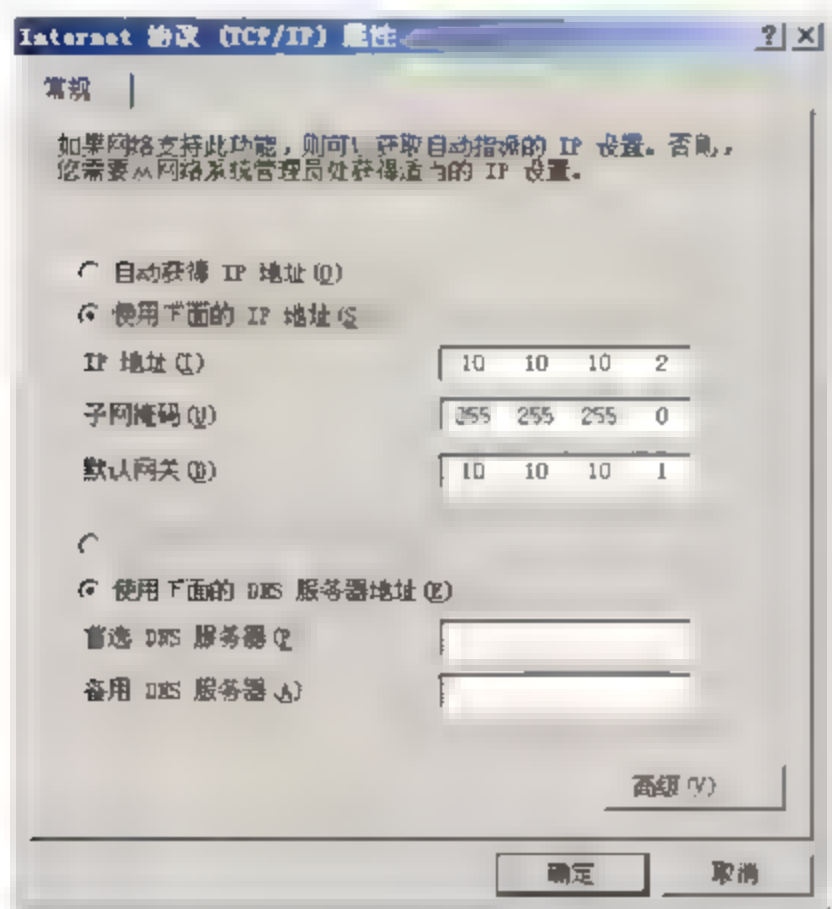 Internet 协议 (TCP/IP) 属性
常规
如果网络支持此功能，则可以获取自动指派的 IP 设置。否则，
您需要从网络系统管理员处获得适当的 IP 设置。
自动获得 IP 地址(O)
使用下面的 IP 地址(S
IP 地址(I)
10 10 10 2
子网掩码(U)
255 255 255 0
默认网关(D)
10 10 10 1
使用下面的 DNS 服务器地址(E)
首选 DNS 服务器(P
备用 DNS 服务器(A)
高级(V)
确定
取消